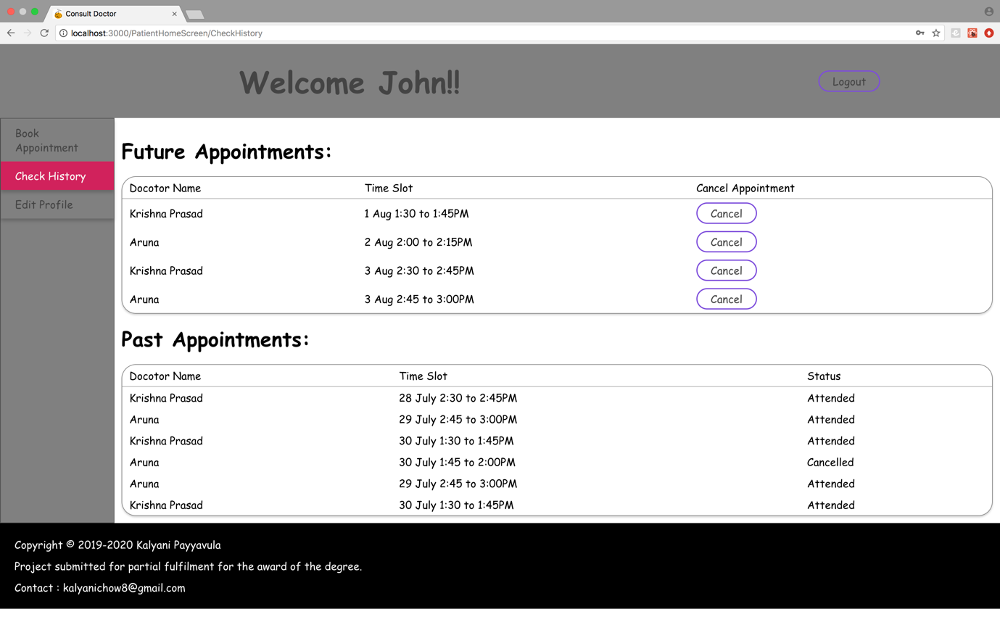 Consult Doctor
localhost:3000/PatientHomeScreen/CheckHistory
Welcome John!!
Logout
Book
Appointment
Check History
Edit Profile
Future Appointments:
Docotor Name Time Slot Cancel Appointment
Krishna Prasad 1 Aug 1:30 to 1:45PM Cancel
Aruna 2 Aug 2:00 to 2:15PM Cancel
Krishna Prasad 3 Aug 2:30 to 2:45PM Cancel
Aruna 3 Aug 2:45 to 3:00PM Cancel
Past Appointments:
Docotor Name Time Slot Status
Krishna Prasad 28 July 2:30 to 2:45PM Attended
Aruna 29 July 2:45 to 3:00PM Attended
Krishna Prasad 30 July 1:30 to 1:45PM Attended
Aruna 30 July 1:45 to 2:00PM Cancelled
Aruna 29 July 2:45 to 3:00PM Attended
Krishna Prasad 30 July 1:30 to 1:45PM Attended
Copyright © 2019-2020 Kalyani Payyavula
Project submitted for partial fulfilment for the award of the degree.
Contact : kalyanichow8@gmail.com